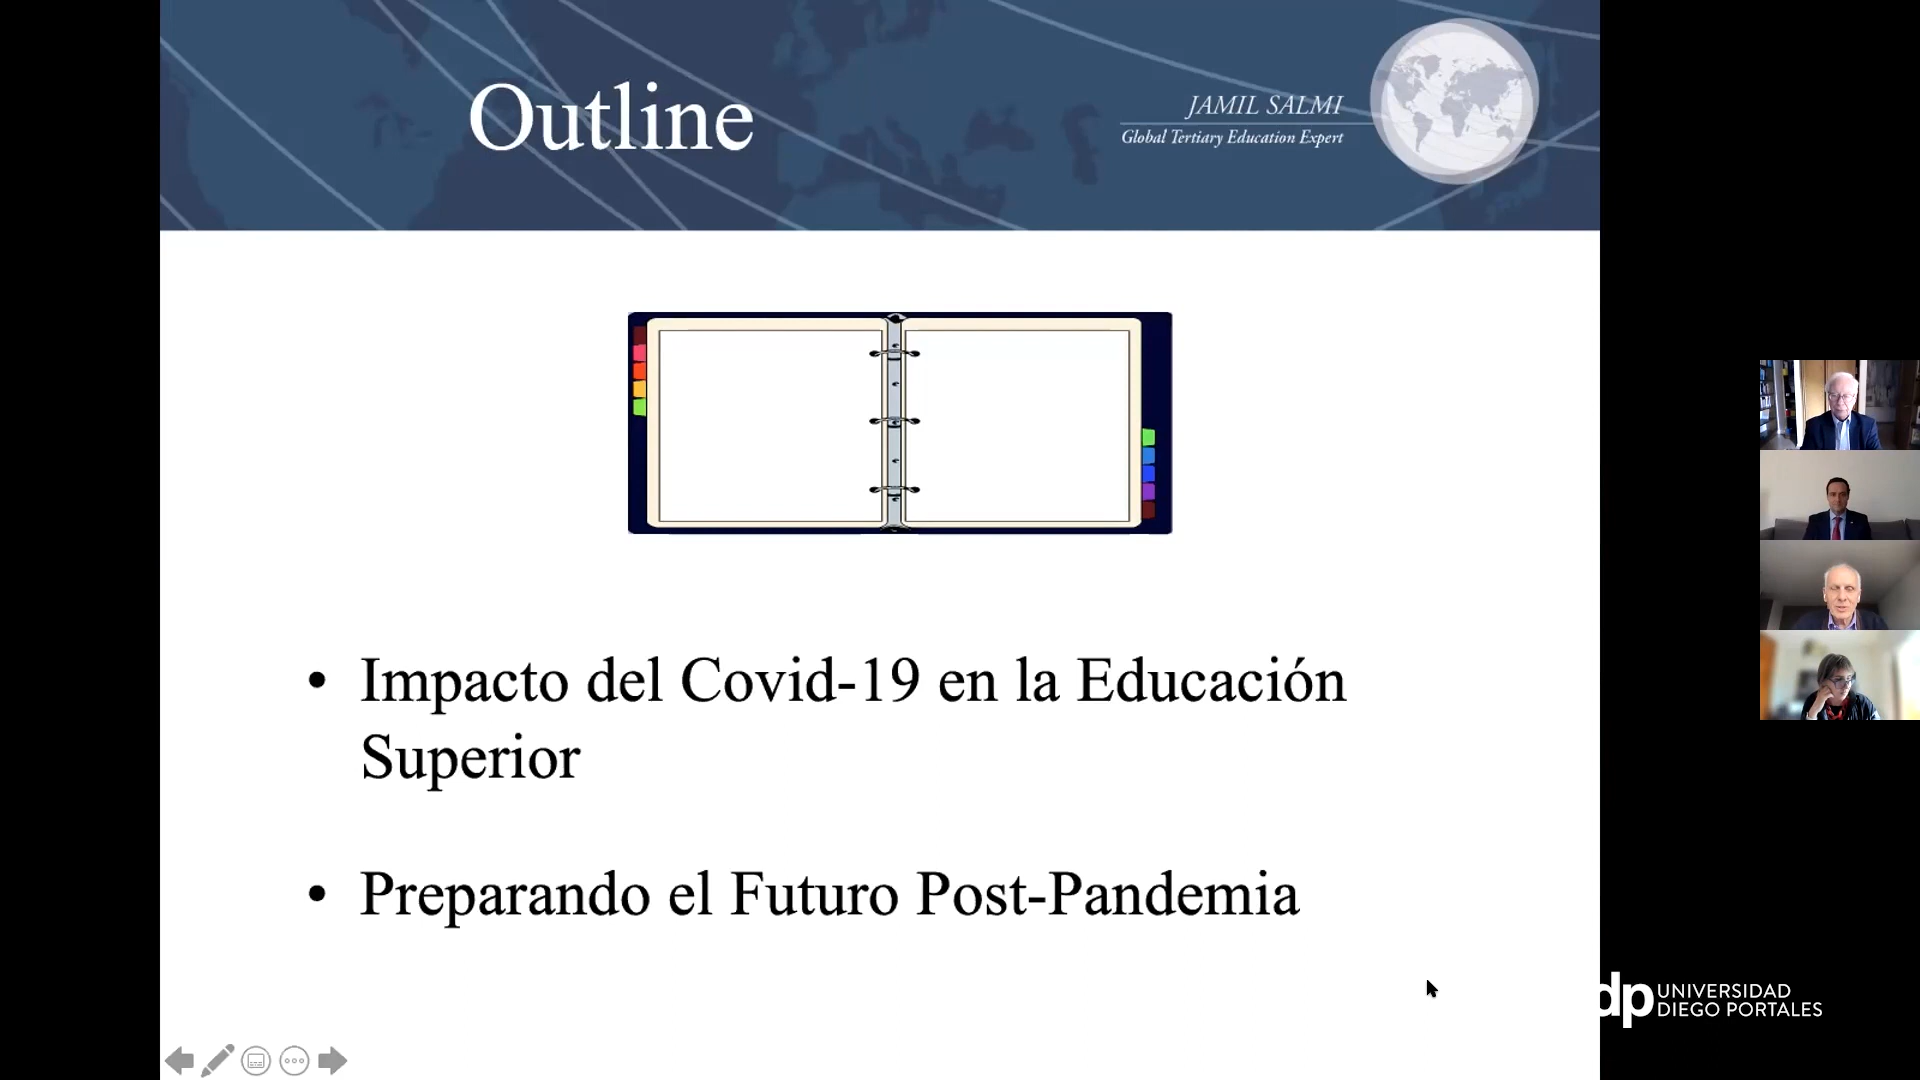 Outline
JAMIL SALMI
Global Tertiary Education Expert
• Impacto del Covid-19 en la Educación
Superior
• Preparando el Futuro Post-Pandemia
dp UNIVERSIDAD
DIEGO PORTALES